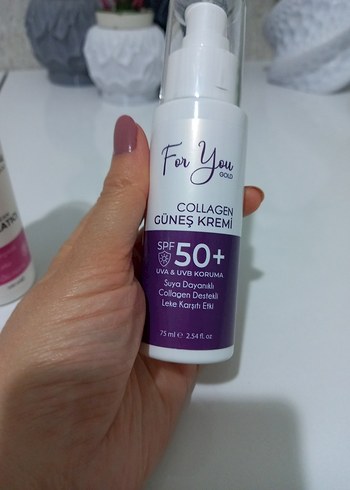 For You
GOLD
COLLAGEN
GÜNEŞ KREMİ
SPF 50+
UVA & UVB KORUMA
Suya Dayanıklı
Collagen Destekli
Leke Karşıtı Etki
75 ml ℮ 2.54 fl.oz